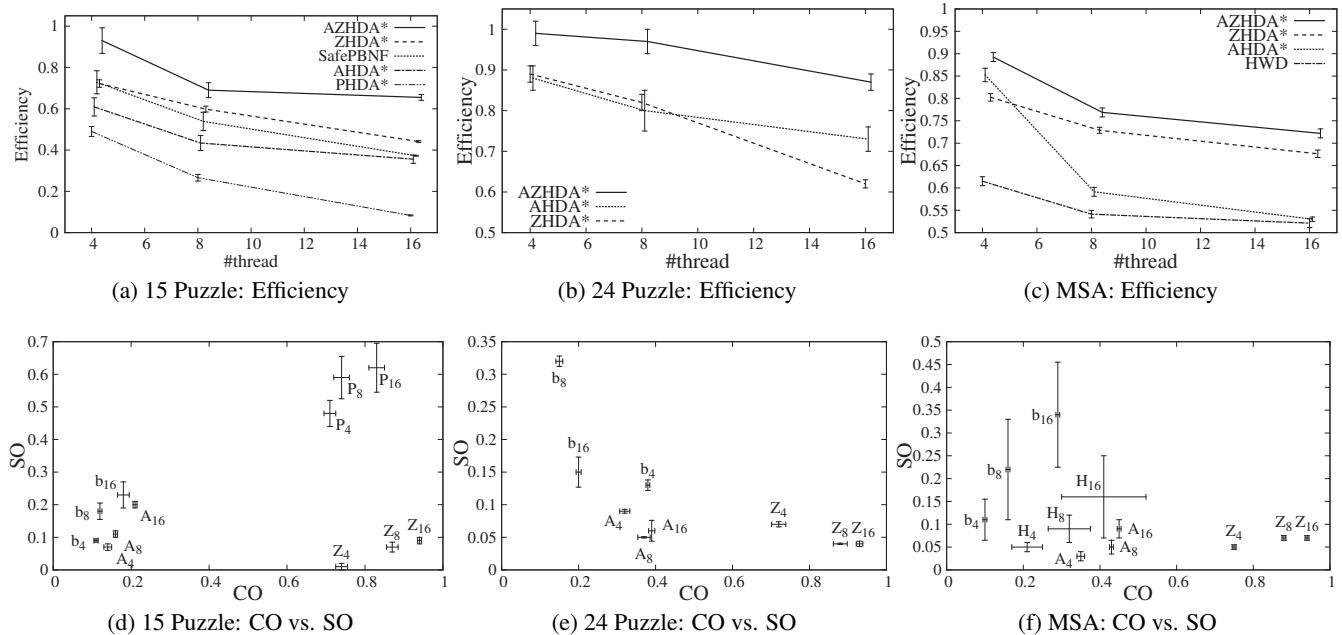 1
0.8
0.6
0.4
0.2
0
Efficiency
4 6 8 10 12 14 16
#thread
AZHDA*
ZHDA*
SafePBNF
AHDA*
PHDA*
(a) 15 Puzzle: Efficiency
1
0.9
0.8
0.7
0.6
0.5
Efficiency
4 6 8 10 12 14 16
#thread
AZHDA*
AHDA*
ZHDA*
(b) 24 Puzzle: Efficiency
1
0.95
0.9
0.85
0.8
0.75
0.7
0.65
0.6
0.55
0.5
Efficiency
4 6 8 10 12 14 16
#thread
AZHDA*
ZHDA*
AHDA*
HWD
(c) MSA: Efficiency
0.7
0.6
0.5
0.4
0.3
0.2
0.1
0
SO
P16
P8
P4
b16
b8
A16
b4
A8
A4
Z4
Z8
Z16
0 0.2 0.4 0.6 0.8 1
CO
(d) 15 Puzzle: CO vs. SO
0.35
0.3
0.25
0.2
0.15
0.1
0.05
0
SO
b8
b16
b4
A4
A16
A8
Z4
Z8
Z16
0 0.2 0.4 0.6 0.8 1
CO
(e) 24 Puzzle: CO vs. SO
0.5
0.45
0.4
0.35
0.3
0.25
0.2
0.15
0.1
0.05
0
SO
b16
b8
b4
H16
H8
H4
A16
A8
A4
Z4
Z8
Z16
0 0.2 0.4 0.6 0.8 1
CO
(f) MSA: CO vs. SO